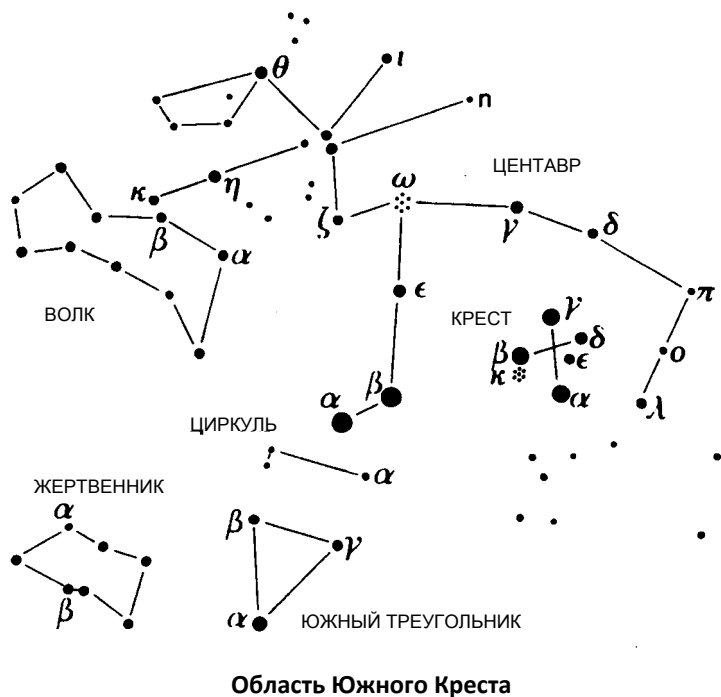 θ
ι
n
ЦЕНТАВР
κ
η
ω
β
ζ
γ
δ
α
ВОЛК
ϵ
π
КРЕСТ
γ
δ
β
ϵ
ο
κ
α
β
λ
α
ЦИРКУЛЬ
α
ЖЕРТВЕННИК
α
β
γ
β
α
ЮЖНЫЙ ТРЕУГОЛЬНИК
Область Южного Креста